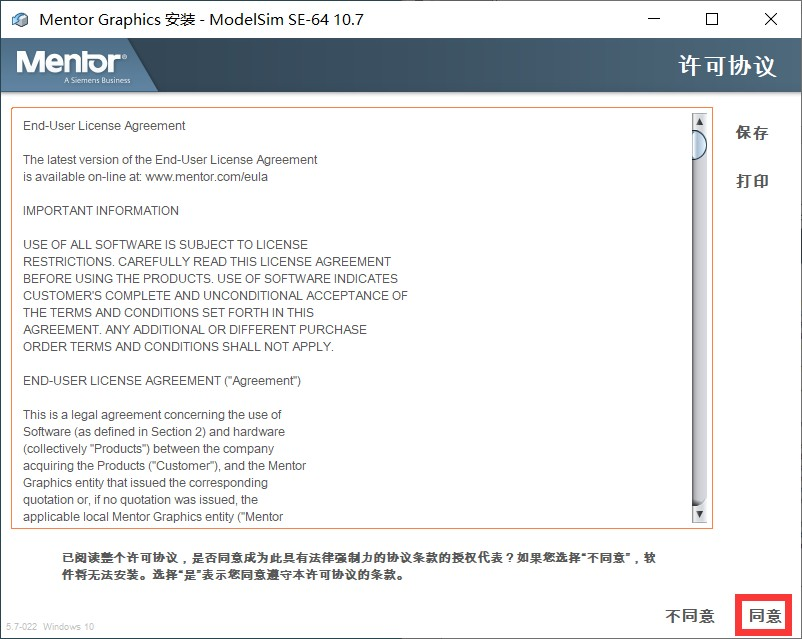 Mentor Graphics 安装 - ModelSim SE-64 10.7
Mentor®
A Siemens Business
许可协议
End-User License Agreement
The latest version of the End-User License Agreement
is available on-line at: www.mentor.com/eula
IMPORTANT INFORMATION
USE OF ALL SOFTWARE IS SUBJECT TO LICENSE
RESTRICTIONS. CAREFULLY READ THIS LICENSE AGREEMENT
BEFORE USING THE PRODUCTS. USE OF SOFTWARE INDICATES
CUSTOMER'S COMPLETE AND UNCONDITIONAL ACCEPTANCE OF
THE TERMS AND CONDITIONS SET FORTH IN THIS
AGREEMENT. ANY ADDITIONAL OR DIFFERENT PURCHASE
ORDER TERMS AND CONDITIONS SHALL NOT APPLY.
END-USER LICENSE AGREEMENT ("Agreement")
This is a legal agreement concerning the use of
Software (as defined in Section 2) and hardware
(collectively "Products") between the company
acquiring the Products ("Customer"), and the Mentor
Graphics entity that issued the corresponding
quotation or, if no quotation was issued, the
applicable local Mentor Graphics entity ("Mentor
保存
打印
已阅读整个许可协议，是否同意成为此具有法律强制力的协议条款的授权代表？如果您选择“不同意”，软
件将无法安装。选择“是”表示您同意遵守本许可协议的条款。
不同意
同意
5.7-022 Windows 10